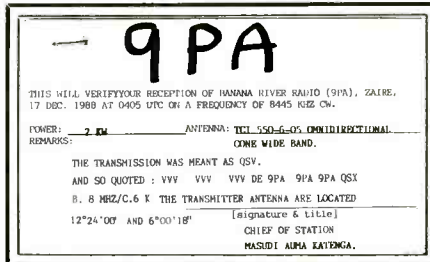 9PA
THIS WILL VERIFYYOUR RECEPTION OF BANANA RIVER RADIO (9PA), ZAIRE,
17 DEC. 1988 AT 0405 UTC ON A FREQUENCY OF 8445 KHZ CW.
POWER: 2 KW ANTENNA: TCI 550-6-05 OMNIDIRECTIONAL
REMARKS: CONE WIDE BAND.
THE TRANSMISSION WAS MEANT AS QSV.
AND SO QUOTED : VVV VVV VVV DE 9PA 9PA 9PA QSX
8. 8 MHZ/C.6 K THE TRANSMITTER ANTENNA ARE LOCATED
12°24'00" AND 6°00'18" [signature & title]
CHIEF OF STATION
MASUDI AUMA KATENGA.